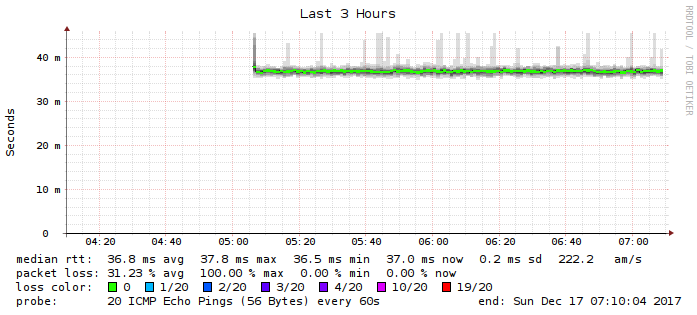 Last 3 Hours
RRDTOOL / TOBI OETIKER
Seconds
40 m
30 m
20 m
10 m
0
04:20 04:40 05:00 05:20 05:40 06:00 06:20 06:40 07:00
median rtt: 36.8 ms avg 37.8 ms max 36.5 ms min 37.0 ms now 0.2 ms sd 222.2 am/s
packet loss: 31.23 % avg 100.00 % max 0.00 % min 0.00 % now
loss color: 0 1/20 2/20 3/20 4/20 10/20 19/20
probe: 20 ICMP Echo Pings (56 Bytes) every 60s end: Sun Dec 17 07:10:04 2017